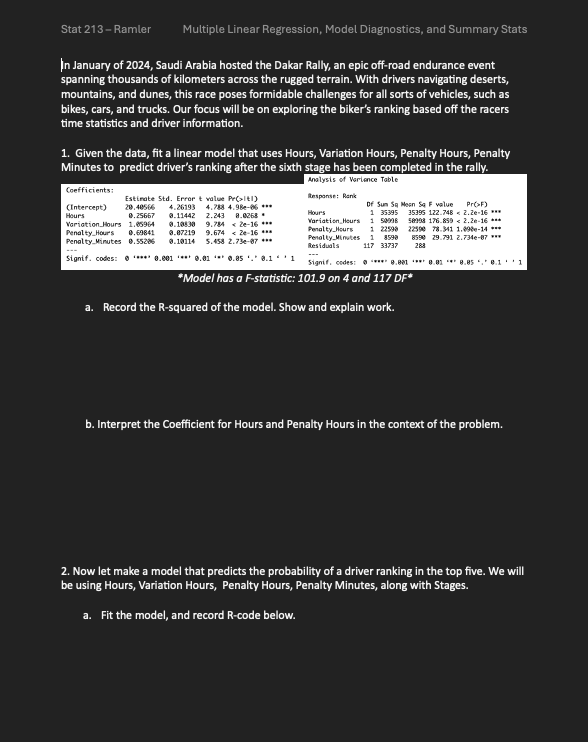 Stat 213 – Ramler Multiple Linear Regression, Model Diagnostics, and Summary Stats
In January of 2024, Saudi Arabia hosted the Dakar Rally, an epic off-road endurance event
spanning thousands of kilometers across the rugged terrain. With drivers navigating deserts,
mountains, and dunes, this race poses formidable challenges for all sorts of vehicles, such as
bikes, cars, and trucks. Our focus will be on exploring the biker's ranking based off the racers
time statistics and driver information.
1. Given the data, fit a linear model that uses Hours, Variation Hours, Penalty Hours, Penalty
Minutes to predict driver's ranking after the sixth stage has been completed in the rally.
Coefficients:
Estimate Std. Error t value Pr(>|t|)
(Intercept) 20.40566 4.26193 4.788 4.98e-06 ***
Hours 0.25667 0.11442 2.243 0.0268 *
Variation_Hours 1.05964 0.10830 9.784 < 2e-16 ***
Penalty_Hours 0.69841 0.07219 9.674 < 2e-16 ***
Penalty_Minutes 0.55206 0.10114 5.458 2.73e-07 ***
---
Signif. codes: 0 '***' 0.001 '**' 0.01 '*' 0.05 '.' 0.1 ' ' 1
Analysis of Variance Table
Response: Rank
Df Sum Sq Mean Sq F value Pr(>F)
Hours 1 35395 35395 122.748 < 2.2e-16 ***
Variation_Hours 1 50998 50998 176.859 < 2.2e-16 ***
Penalty_Hours 1 22590 22590 78.341 1.090e-14 ***
Penalty_Minutes 1 8590 8590 29.791 2.734e-07 ***
Residuals 117 33737 288
---
Signif. codes: 0 '***' 0.001 '**' 0.01 '*' 0.05 '.' 0.1 ' ' 1
*Model has a F-statistic: 101.9 on 4 and 117 DF*
a. Record the R-squared of the model. Show and explain work.
b. Interpret the Coefficient for Hours and Penalty Hours in the context of the problem.
2. Now let make a model that predicts the probability of a driver ranking in the top five. We will
be using Hours, Variation Hours, Penalty Hours, Penalty Minutes, along with Stages.
a. Fit the model, and record R-code below.